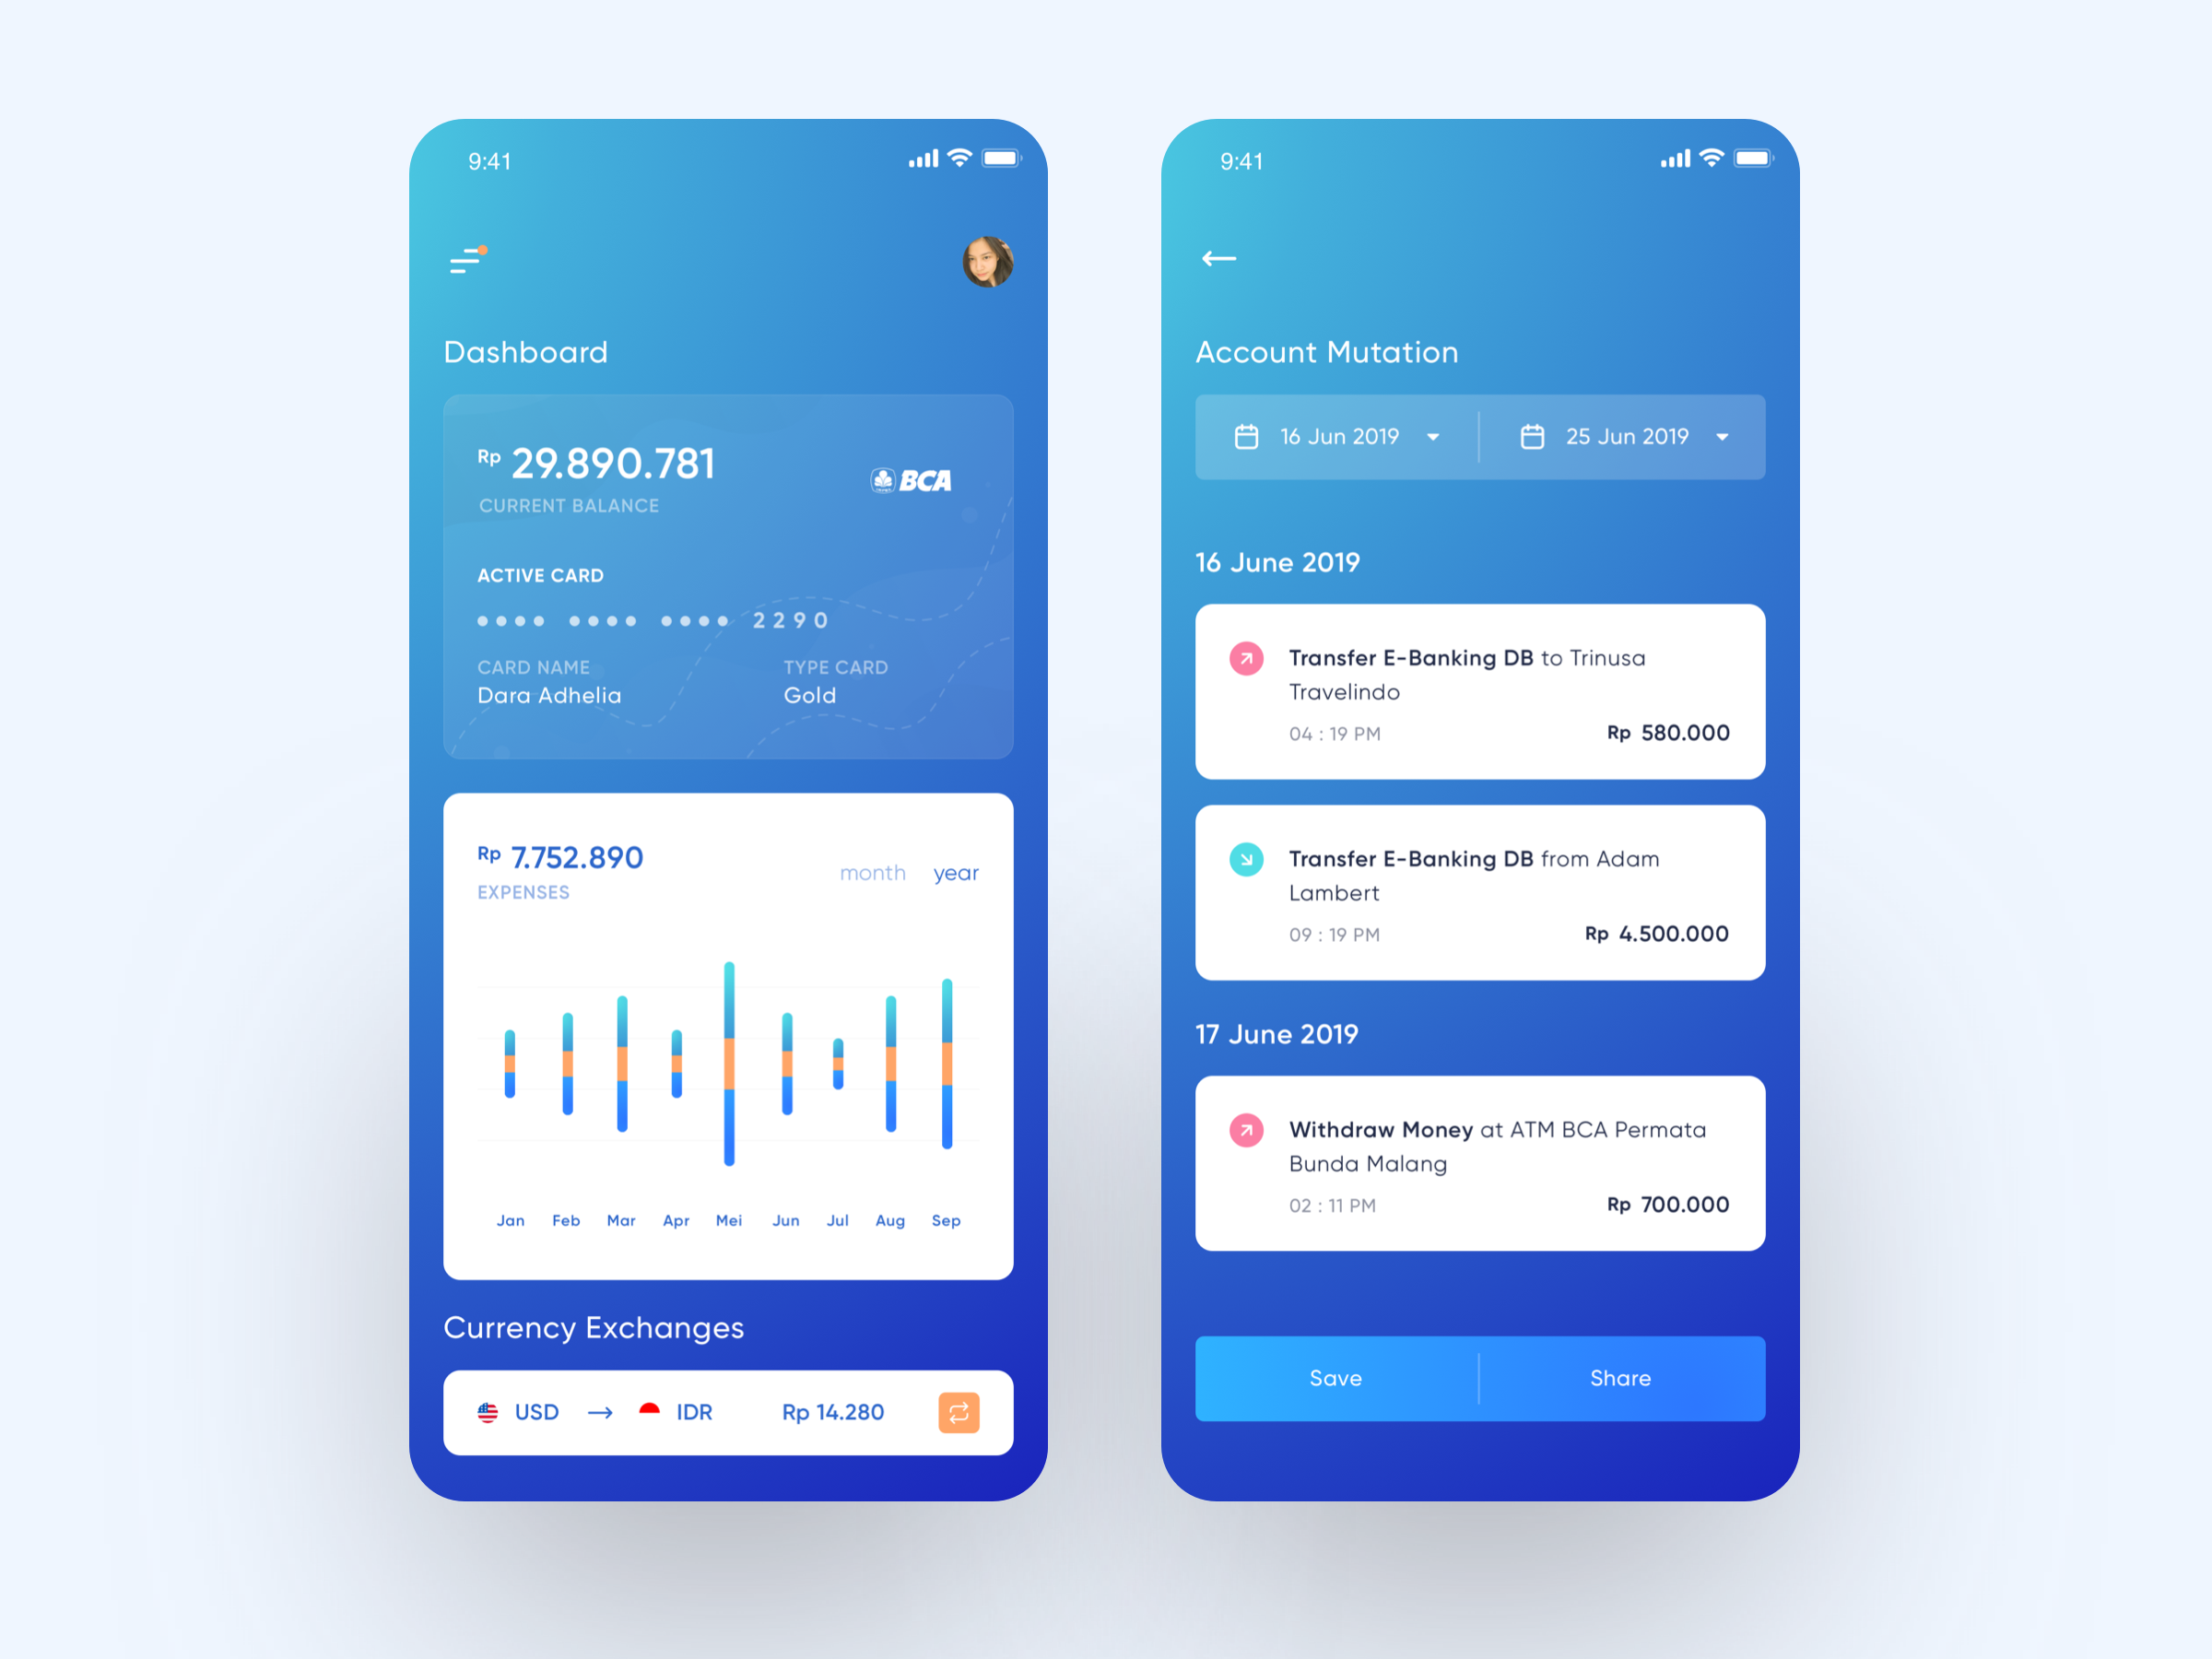 9:41
Dashboard
Rp 29.890.781
BCA
CURRENT BALANCE
ACTIVE CARD
•••• •••• •••• 2290
CARD NAME
TYPE CARD
Dara Adhelia
Gold
Rp 7.752.890
month year
EXPENSES
Jan Feb Mar Apr Mei Jun Jul Aug Sep
Currency Exchanges
USD → IDR Rp 14.280
9:41
Account Mutation
16 Jun 2019
25 Jun 2019
16 June 2019
Transfer E-Banking DB to Trinusa
Travelindo
04 : 19 PM
Rp 580.000
Transfer E-Banking DB from Adam
Lambert
09 : 19 PM
Rp 4.500.000
17 June 2019
Withdraw Money at ATM BCA Permata
Bunda Malang
02 : 11 PM
Rp 700.000
Save
Share